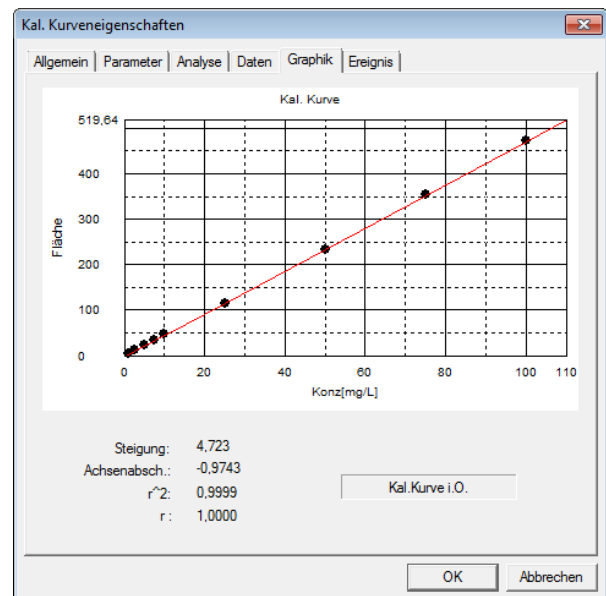 Kal. Kurveneigenschaften
Allgemein Parameter Analyse Daten Graphik Ereignis
Kal. Kurve
519,64
400
300
200
100
0
Fläche
0 20 40 60 80 100 110
Konz[mg/L]
Steigung: 4,723
Achsenabsch.: -0,9743
r^2: 0,9999
r : 1,0000
Kal.Kurve i.O.
OK Abbrechen